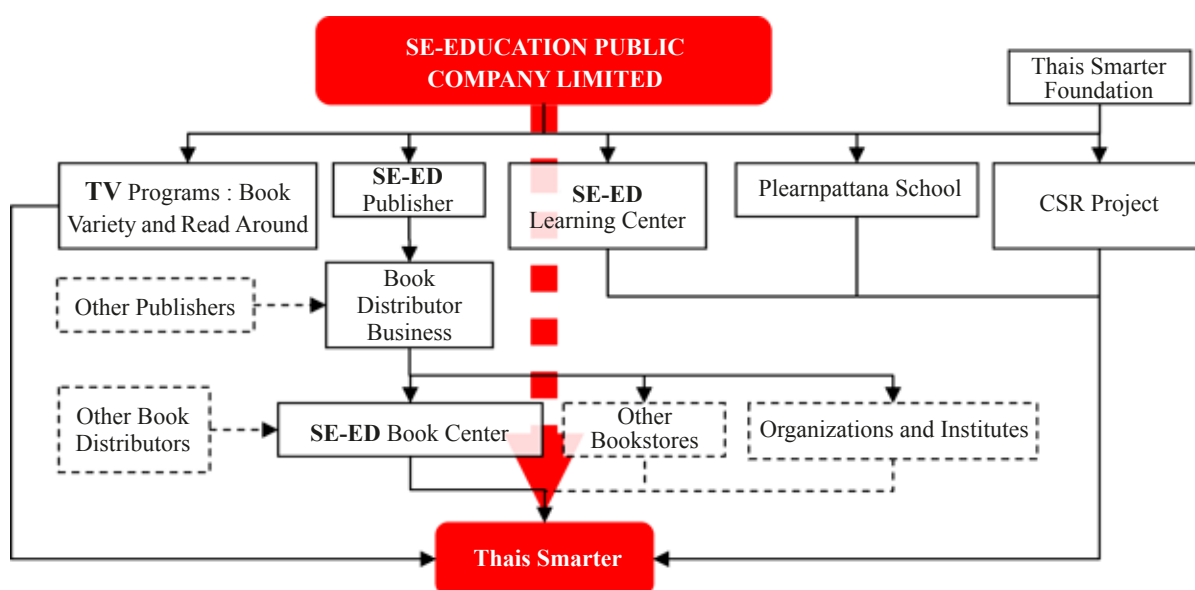 SE-EDUCATION PUBLIC
COMPANY LIMITED
Thais Smarter
Foundation
TV Programs : Book
Variety and Read Around
SE-ED
Publisher
SE-ED
Learning Center
Plearnpattana School
CSR Project
Other Publishers
Book
Distributor
Business
Other Book
Distributors
SE-ED Book Center
Other
Bookstores
Organizations and Institutes
Thais Smarter